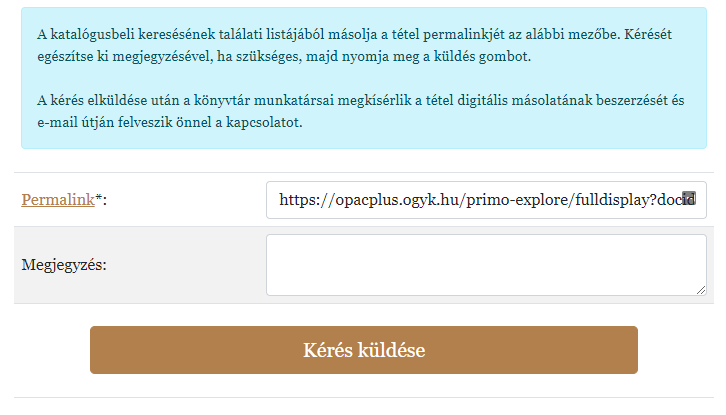 A katalógusbeli keresésének találati listájából másolja a tétel permalinkjét az alábbi mezőbe. Kérését
egészítse ki megjegyzésével, ha szükséges, majd nyomja meg a küldés gombot.
A kérés elküldése után a könyvtár munkatársai megkísérlik a tétel digitális másolatának beszerzését és
e-mail útján felveszik önnel a kapcsolatot.
Permalink*:
https://opacplus.ogyk.hu/primo-explore/fulldisplay?docid
Megjegyzés:
Kérés küldése